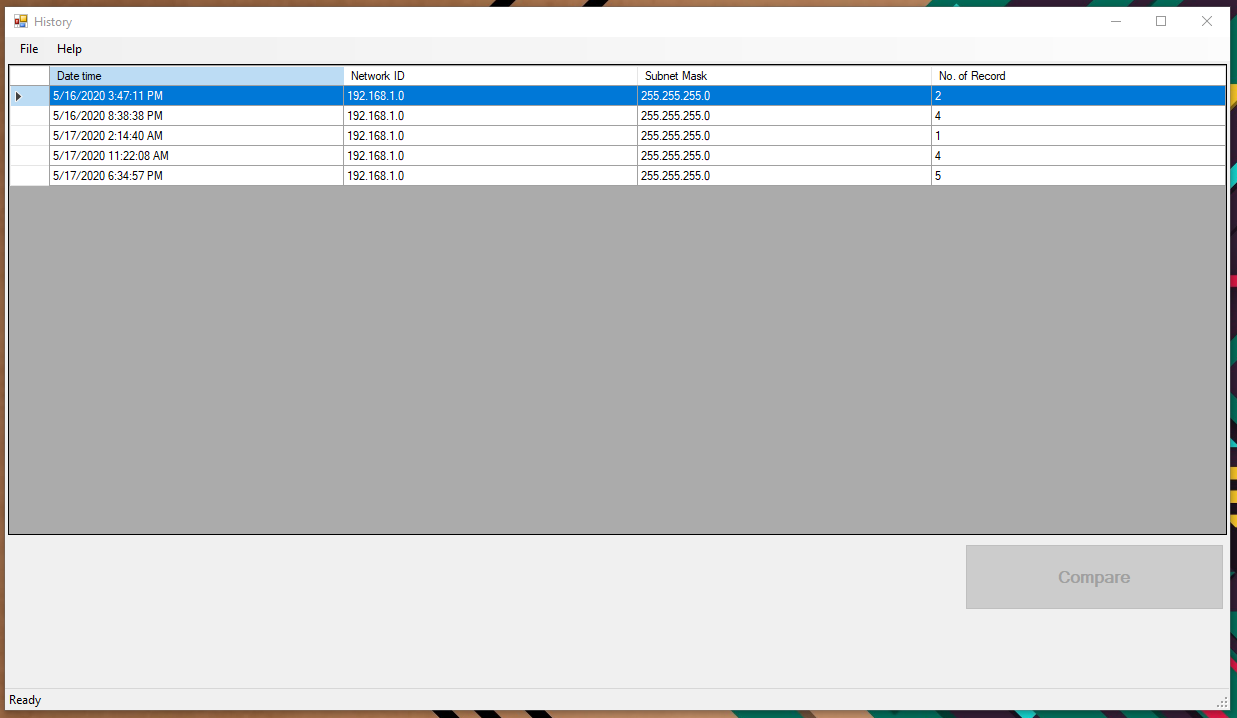 History
File Help
Date time Network ID Subnet Mask No. of Record
5/16/2020 3:47:11 PM 192.168.1.0 255.255.255.0 2
5/16/2020 8:38:38 PM 192.168.1.0 255.255.255.0 4
5/17/2020 2:14:40 AM 192.168.1.0 255.255.255.0 1
5/17/2020 11:22:08 AM 192.168.1.0 255.255.255.0 4
5/17/2020 6:34:57 PM 192.168.1.0 255.255.255.0 5
Compare
Ready